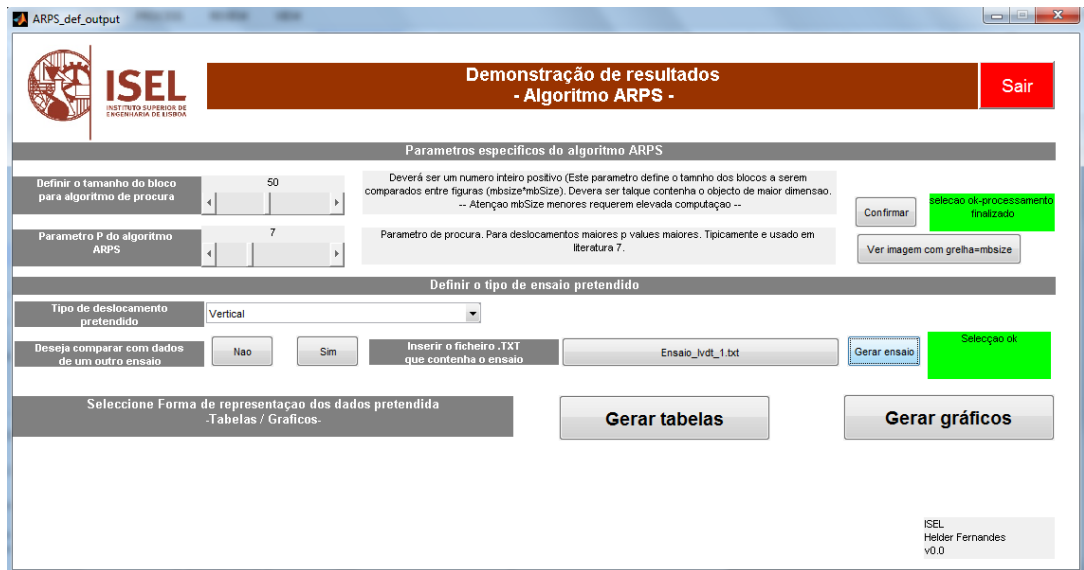 ARPS_def_output
ISEL
INSTITUTO SUPERIOR DE
ENGENHARIA DE LISBOA
Demonstração de resultados
- Algoritmo ARPS -
Sair
Parametros especificos do algoritmo ARPS
Definir o tamanho do bloco
para algoritmo de procura
50
Deverá ser um numero inteiro positivo (Este parametro define o tamnho dos blocos a serem
comparados entre figuras (mbsize*mbSize). Devera ser talque contenha o objecto de maior dimensao.
-- Atençao mbSize menores requerem elevada computaçao --
Confirmar
selecao ok-processamento
finalizado
Parametro P do algoritmo
ARPS
7
Parametro de procura. Para deslocamentos maiores p values maiores. Tipicamente e usado em
literatura 7.
Ver imagem com grelha=mbsize
Definir o tipo de ensaio pretendido
Tipo de deslocamento
pretendido
Vertical
Deseja comparar com dados
de um outro ensaio
Nao
Sim
Inserir o ficheiro .TXT
que contenha o ensaio
Ensaio_lvdt_1.txt
Gerar ensaio
Selecçao ok
Seleccione Forma de representaçao dos dados pretendida
-Tabelas / Graficos-
Gerar tabelas
Gerar gráficos
ISEL
Helder Fernandes
v0.0